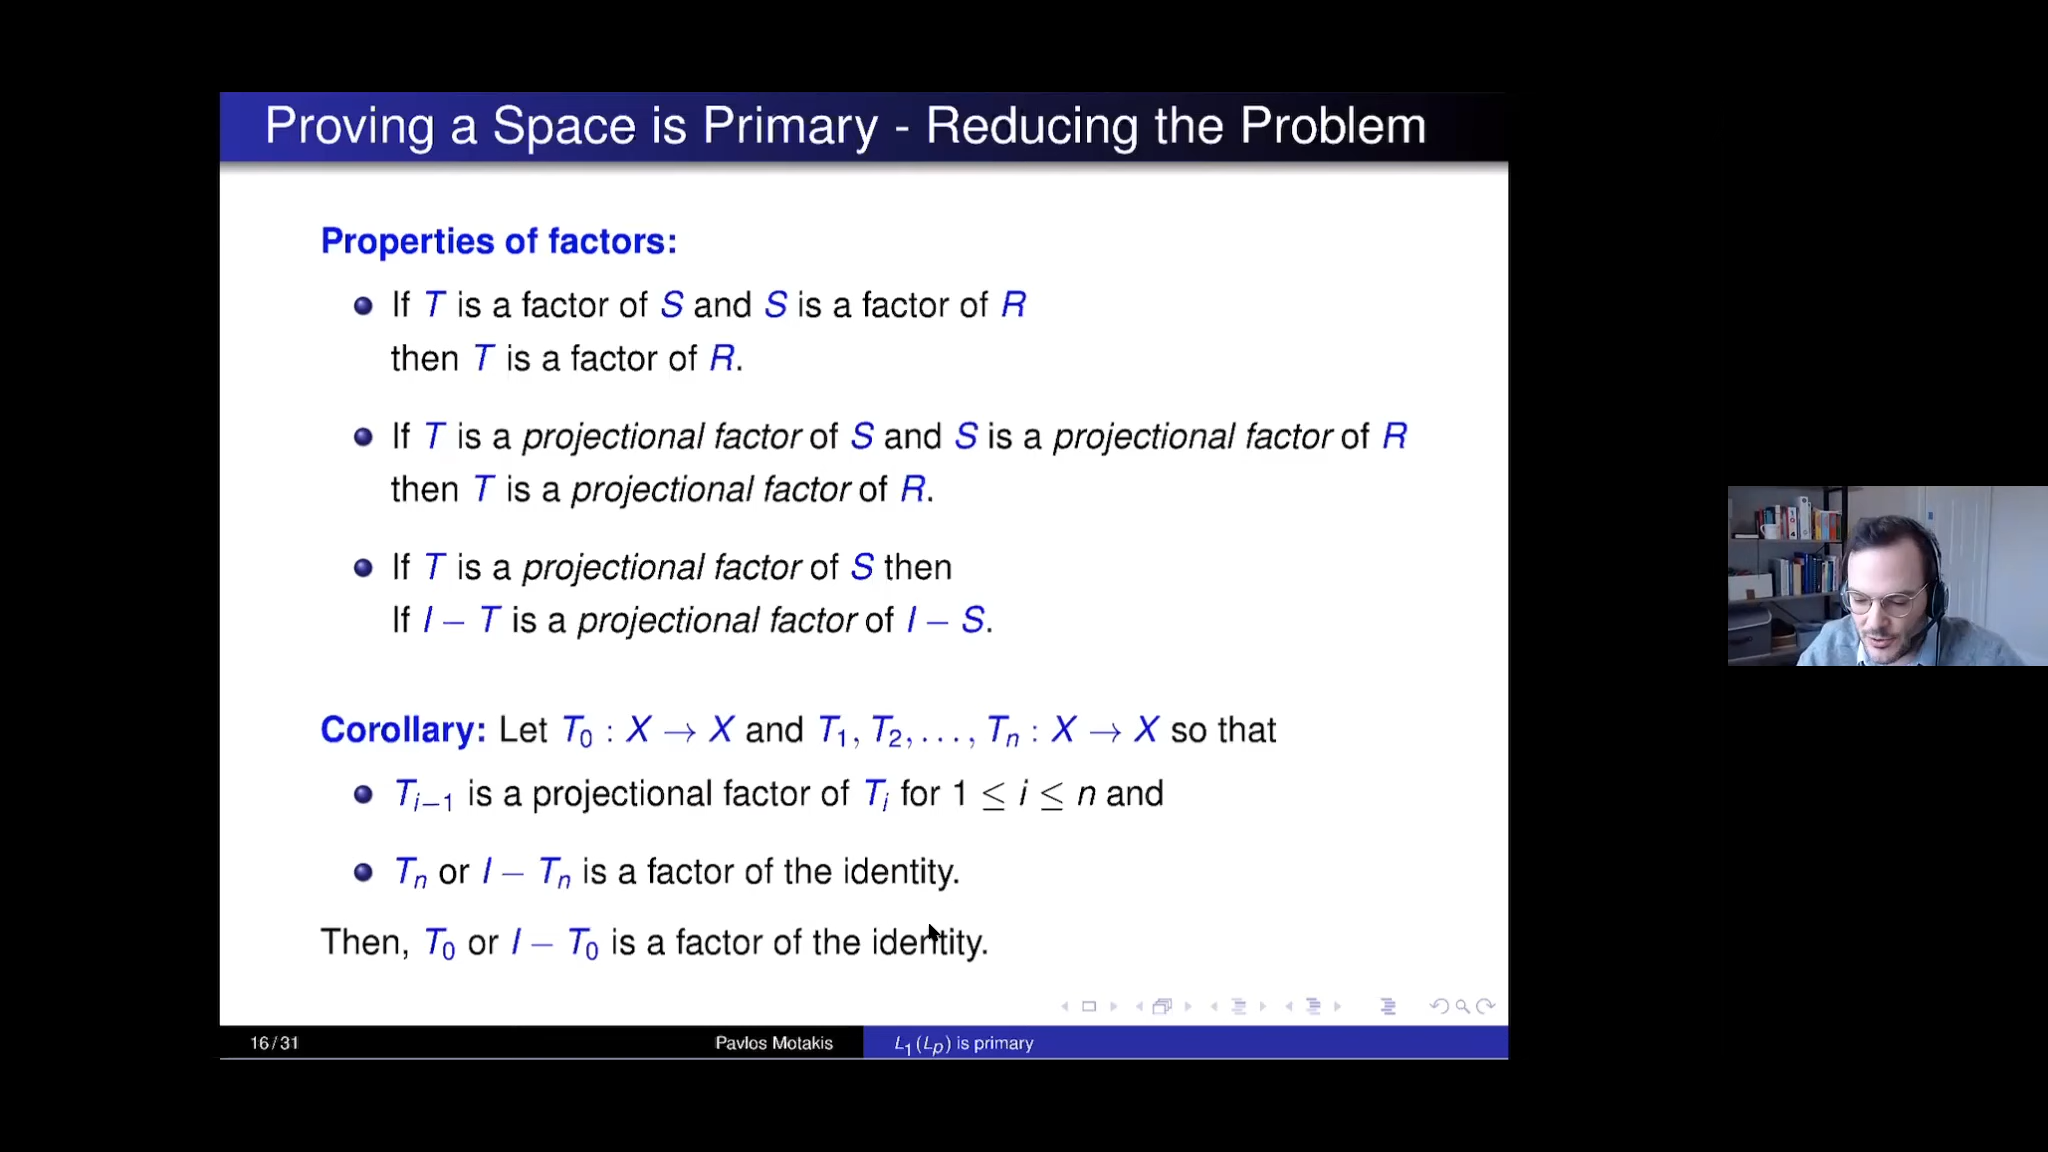 Proving a Space is Primary - Reducing the Problem
Properties of factors:
If T is a factor of S and S is a factor of R
then T is a factor of R.
If T is a projectional factor of S and S is a projectional factor of R
then T is a projectional factor of R.
If T is a projectional factor of S then
If I − T is a projectional factor of I − S.
Corollary: Let T₀ : X → X and T₁, T₂, . . . , Tₙ : X → X so that
Tᵢ₋₁ is a projectional factor of Tᵢ for 1 ≤ i ≤ n and
Tₙ or I − Tₙ is a factor of the identity.
Then, T₀ or I − T₀ is a factor of the identity.
16 / 31 Pavlos Motakis L₁(Lₚ) is primary